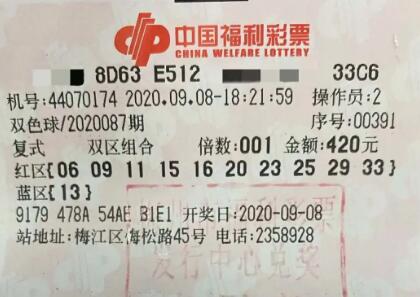 中国福利彩票
CHINA WELFARE LOTTERY
8D63 E512 33C6
机号:44070174 2020.09.08-18:21:59 操作员:2
双色球/2020087期 序号:00391
复式 双区组合 倍数:001 金额:420元
红区[06 09 11 15 16 20 23 25 29 33]
蓝区[13]
9179 478A 54AE B1E1 开奖日:2020-09-08
站地址:梅江区海松路45号 电话:2358928
发行中心兑奖